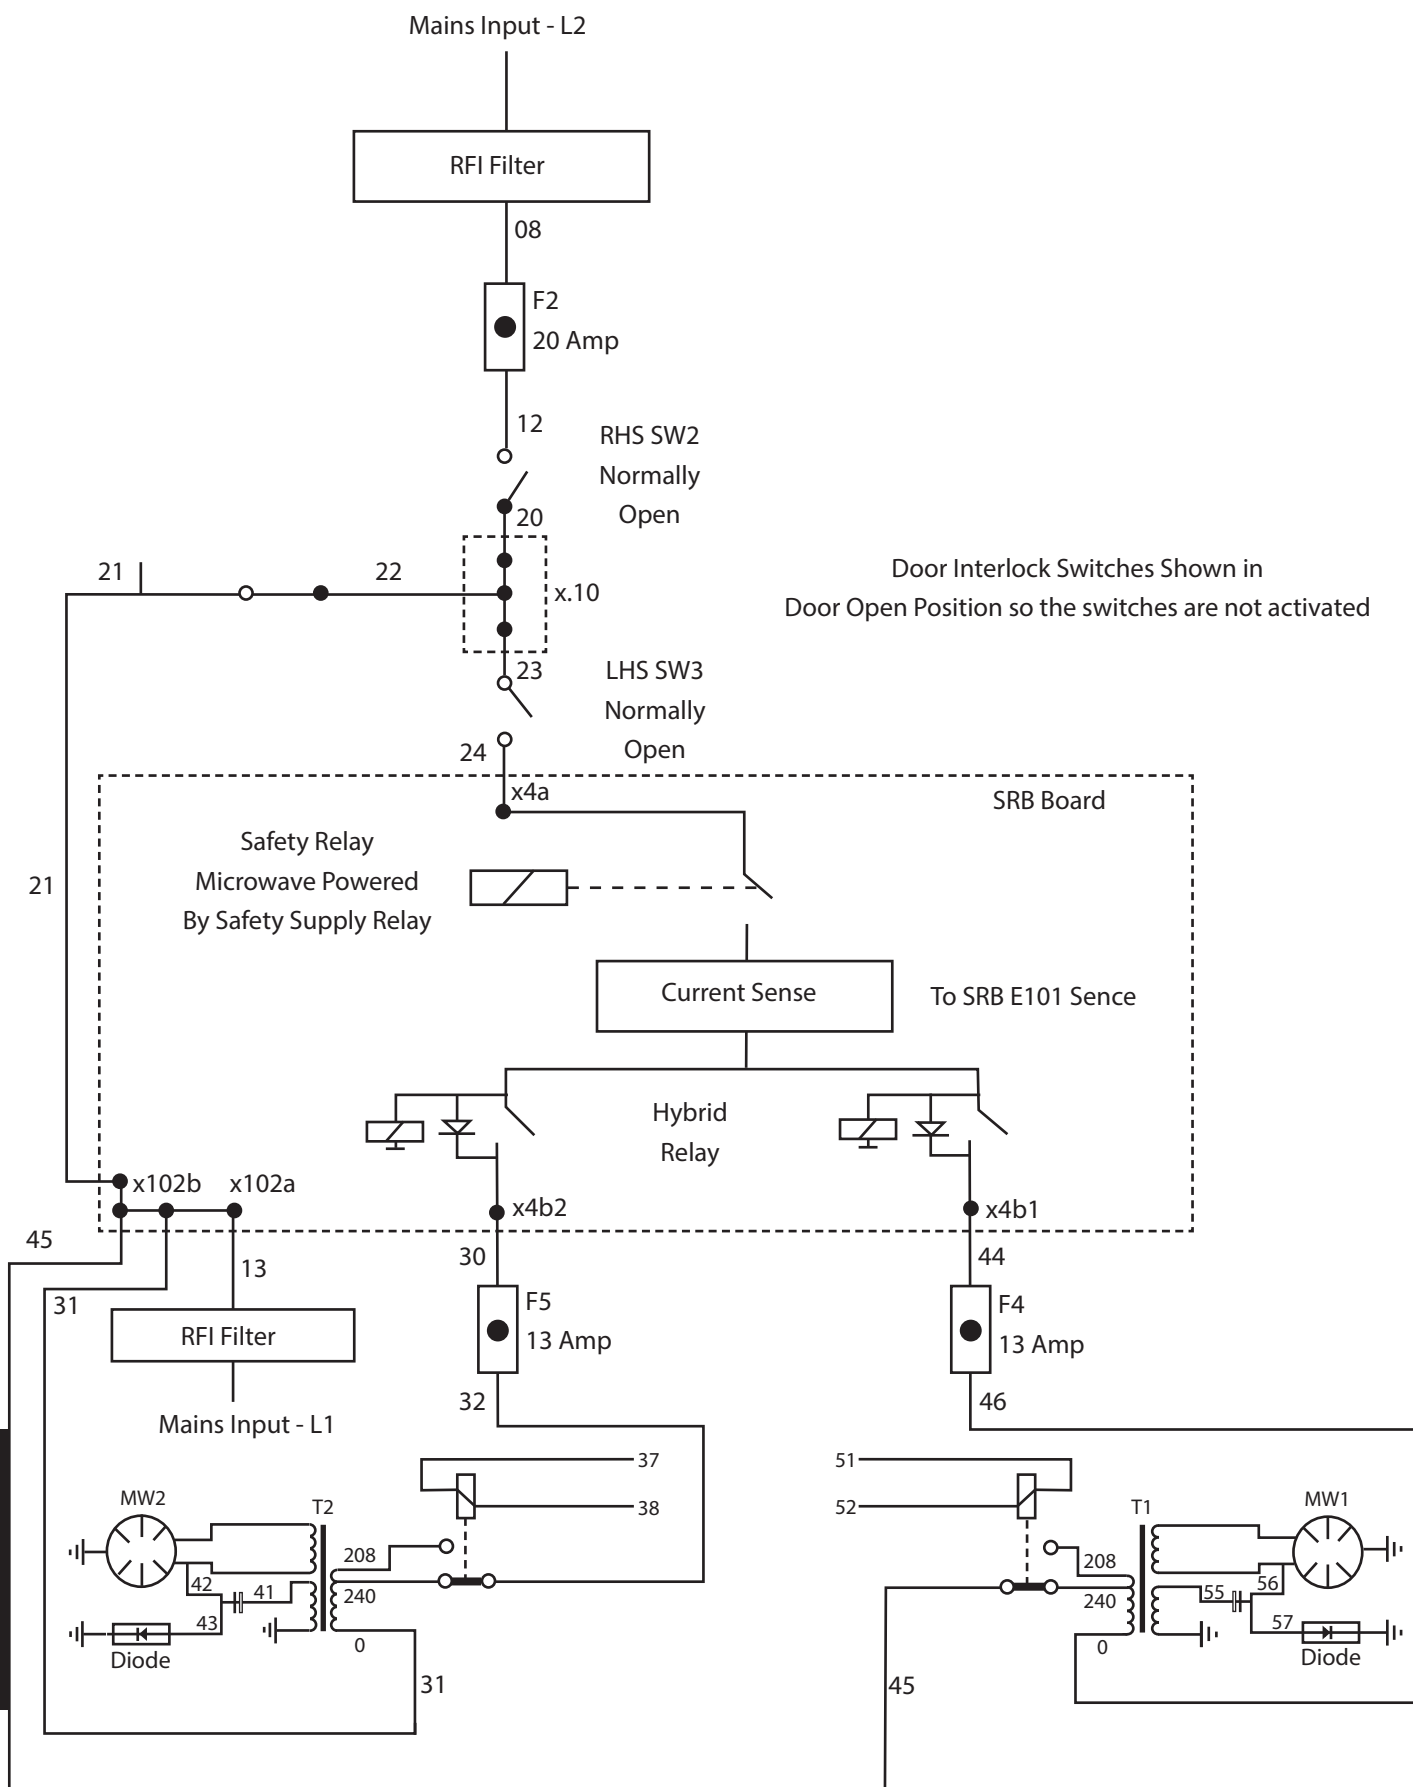 Mains Input - L2
RFI Filter
08
F2
20 Amp
12
RHS SW2
Normally
Open
20
21
22
x.10
Door Interlock Switches Shown in
Door Open Position so the switches are not activated
23
LHS SW3
Normally
Open
24
x4a
SRB Board
Safety Relay
Microwave Powered
By Safety Supply Relay
21
Current Sense
To SRB E101 Sence
Hybrid
Relay
x102b
x102a
x4b2
x4b1
45
13
30
44
31
RFI Filter
F5
13 Amp
F4
13 Amp
32
46
Mains Input - L1
37
38
51
52
MW2
T2
208
240
0
42
41
43
Diode
31
T1
MW1
208
240
0
55
56
57
Diode
45